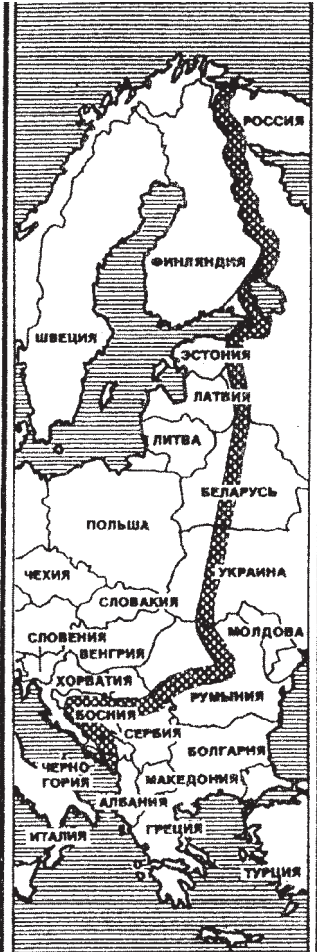 РОССИЯ
ФИНЛЯНДИЯ
ШВЕЦИЯ
ЭСТОНИЯ
ЛАТВИЯ
ЛИТВА
БЕЛАРУСЬ
ПОЛЬША
УКРАИНА
ЧЕХИЯ
СЛОВАКИЯ
МОЛДОВА
СЛОВЕНИЯ
ВЕНГРИЯ
ХОРВАТИЯ
РУМЫНИЯ
БОСНИЯ
СЕРБИЯ
БОЛГАРИЯ
ЧЕРНО
ГОРИЯ
МАКЕДОНИЯ
АЛБАНИЯ
ИТАЛИЯ
ГРЕЦИЯ
ТУРЦИЯ